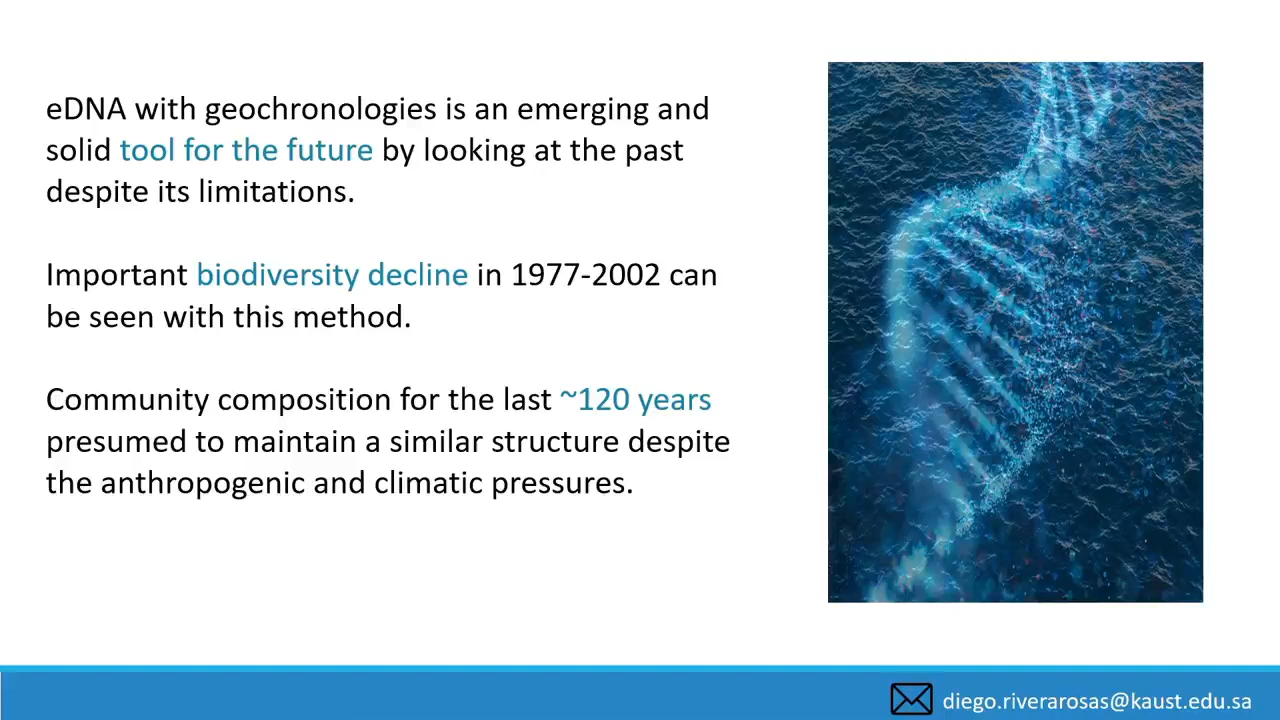 eDNA with geochronologies is an emerging and
solid tool for the future by looking at the past
despite its limitations.
Important biodiversity decline in 1977-2002 can
be seen with this method.
Community composition for the last ~120 years
presumed to maintain a similar structure despite
the anthropogenic and climatic pressures.
diego.riverarosas@kaust.edu.sa